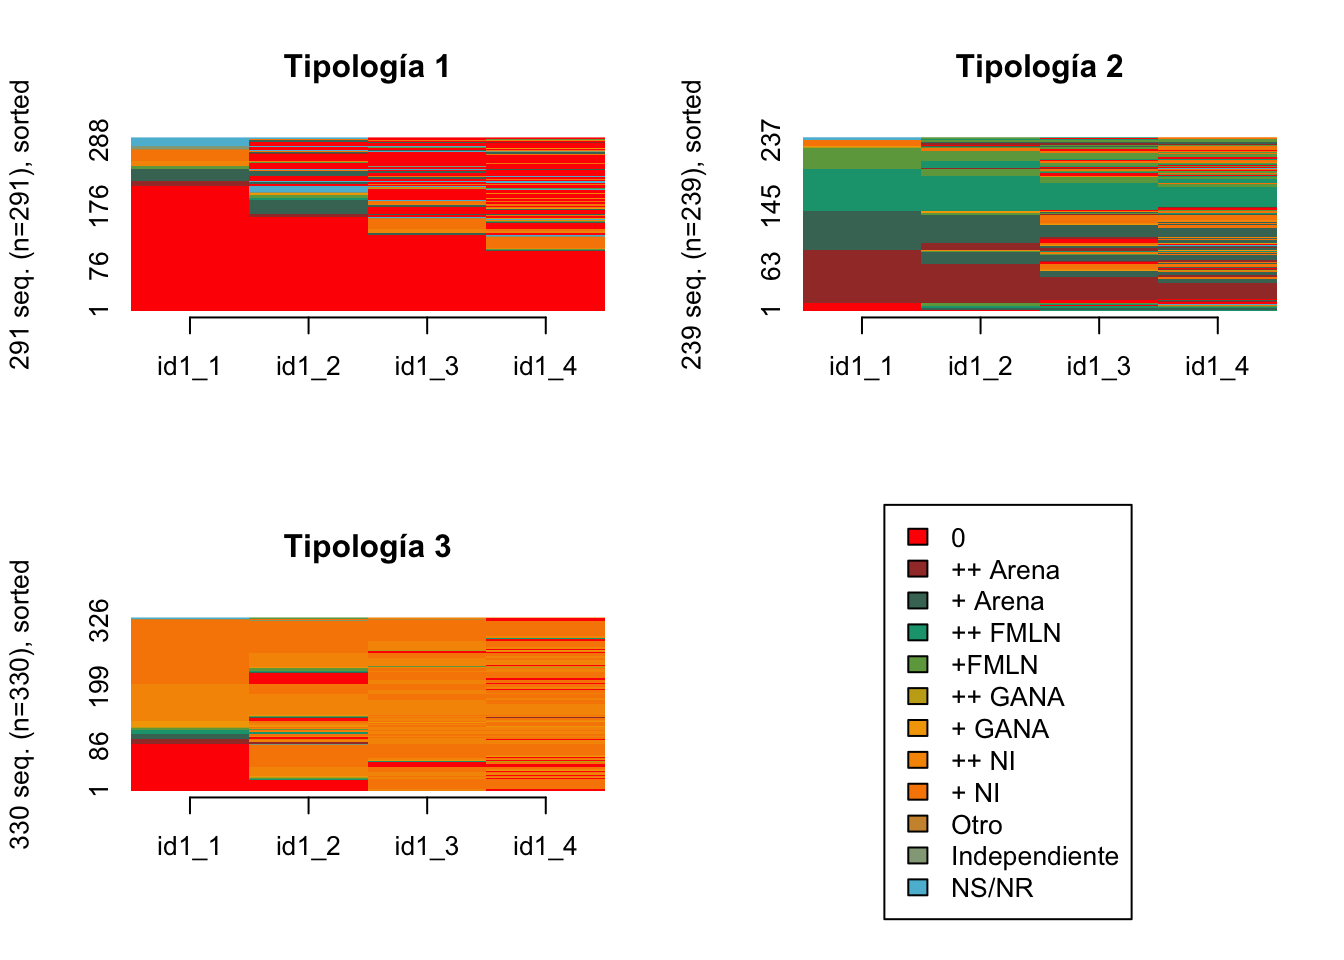 Tipología 1
291 seq. (n=291), sorted
288
176
76
1
id1_1 id1_2 id1_3 id1_4
Tipología 2
239 seq. (n=239), sorted
237
145
63
1
id1_1 id1_2 id1_3 id1_4
Tipología 3
330 seq. (n=330), sorted
326
199
86
1
id1_1 id1_2 id1_3 id1_4
0
++ Arena
+ Arena
++ FMLN
+FMLN
++ GANA
+ GANA
++ NI
+ NI
Otro
Independiente
NS/NR